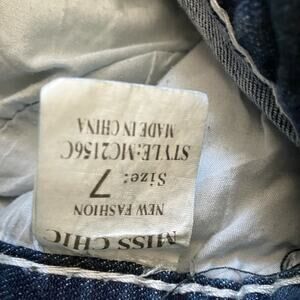 MISS CHIC
NEW FASHION
Size: 7
STYLE:MC2156C
MADE IN CHINA